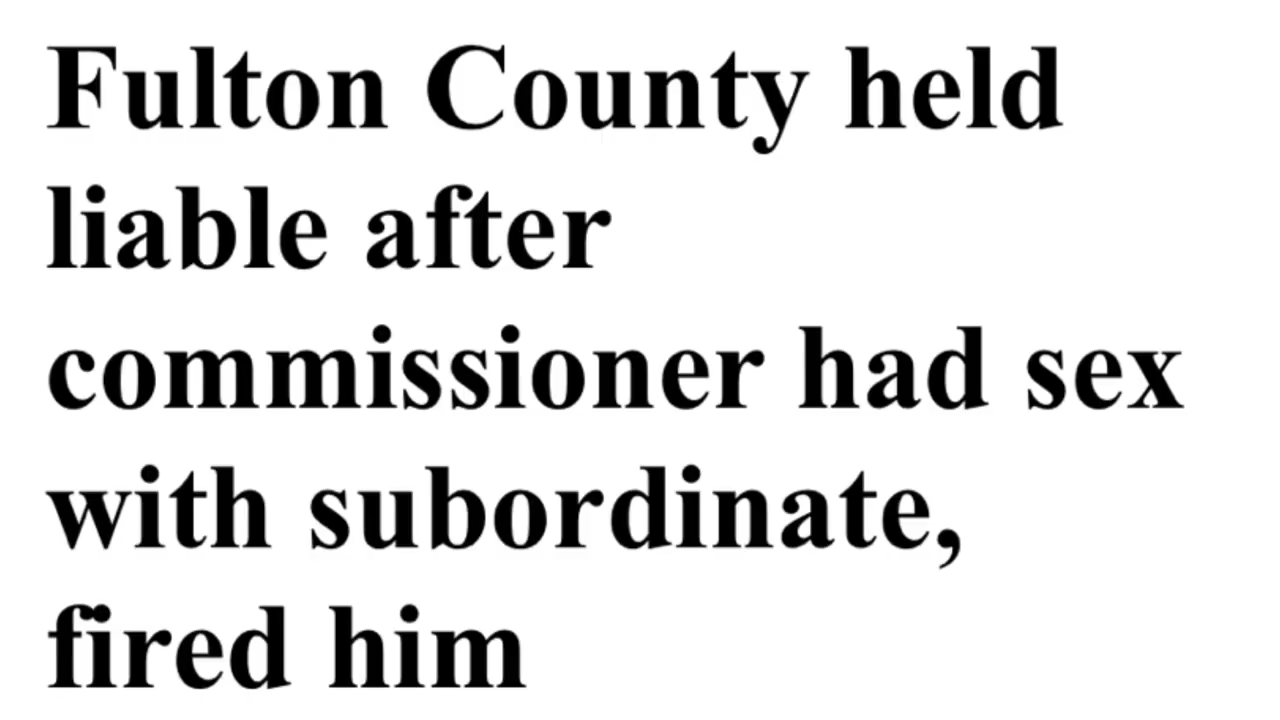 Fulton County held
liable after
commissioner had sex
with subordinate,
fired him